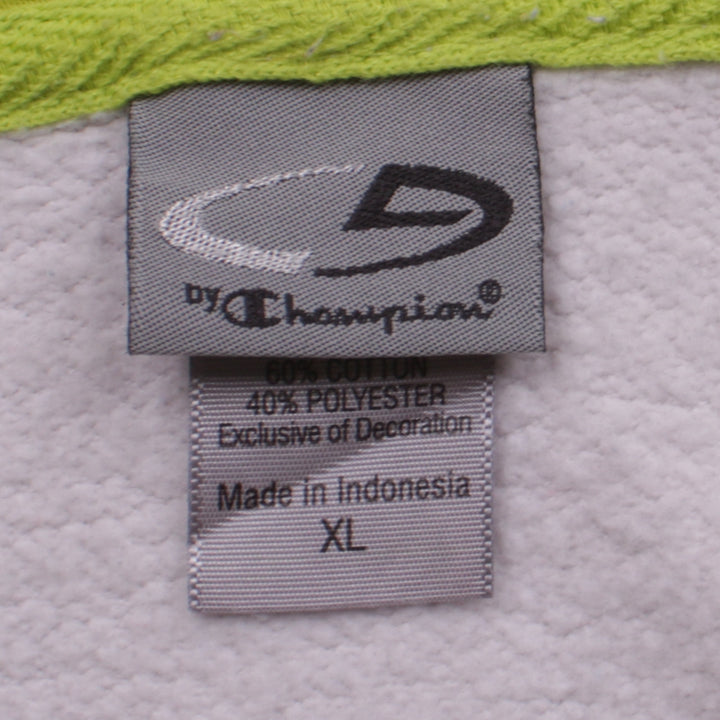 by Champion®
60% COTTON
40% POLYESTER
Exclusive of Decoration
Made in Indonesia
XL